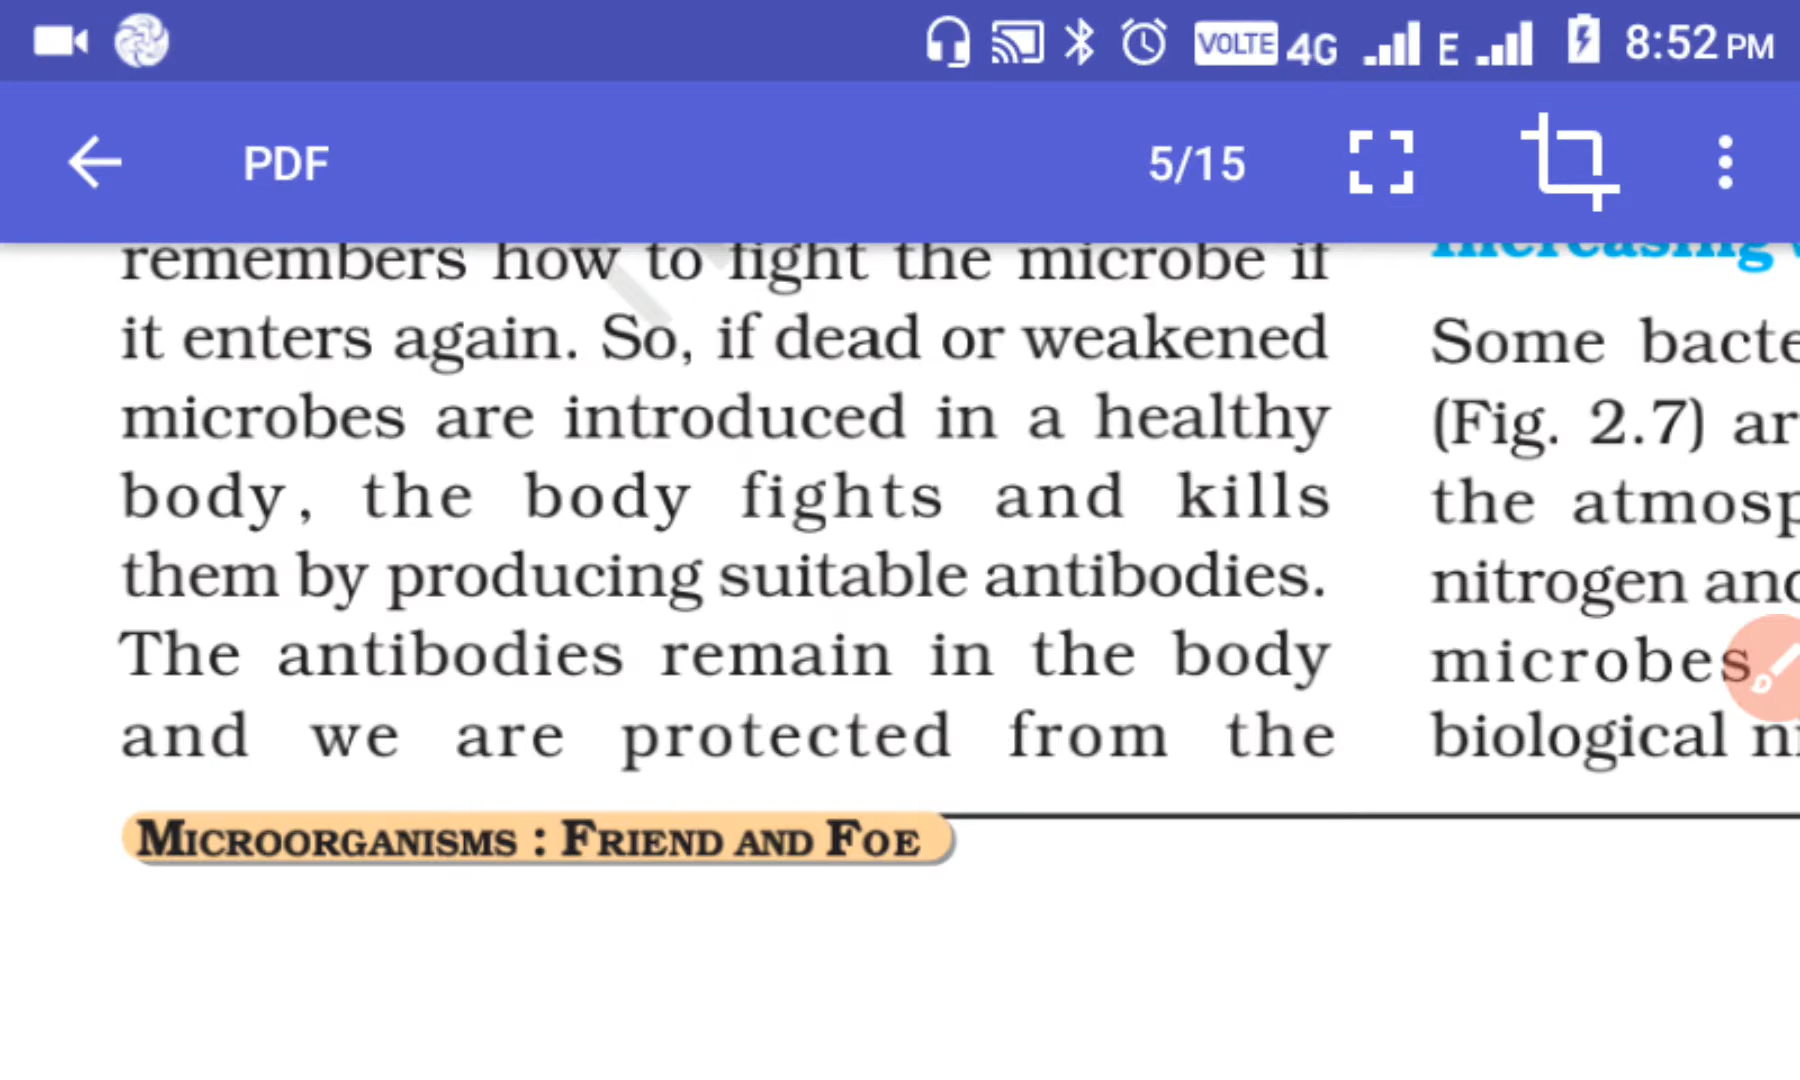 VOLTE 4G E 8:52 PM
PDF 5/15
remembers how to fight the microbe if
it enters again. So, if dead or weakened
microbes are introduced in a healthy
body, the body fights and kills
them by producing suitable antibodies.
The antibodies remain in the body
and we are protected from the
Increasing
Some bacte
(Fig. 2.7) ar
the atmosp
nitrogen and
microbes
biological ni
MICROORGANISMS : FRIEND AND FOE